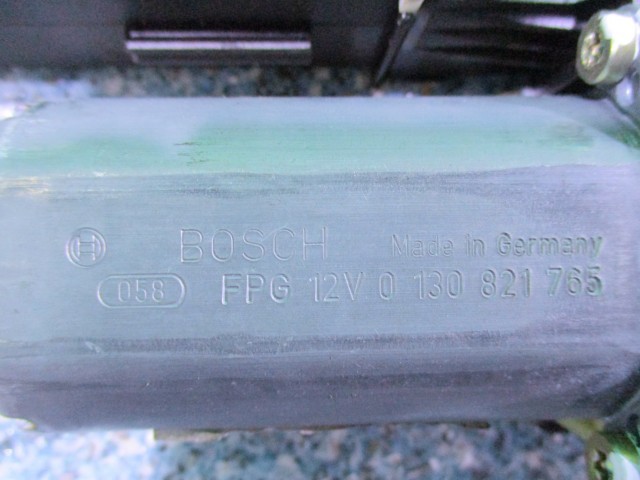 BOSCH Made in Germany
058 FPG 12V 0 130 821 765